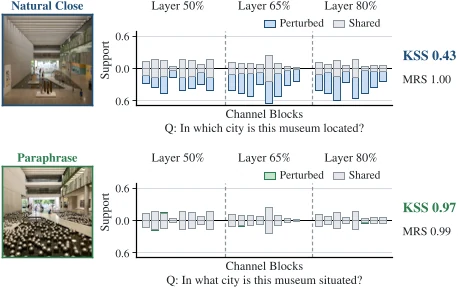 Natural Close
Layer 50% Layer 65% Layer 80%
Perturbed Shared
Support
0.6
0.0
0.6
Channel Blocks
Q: In which city is this museum located?
KSS 0.43
MRS 1.00
Paraphrase
Layer 50% Layer 65% Layer 80%
Perturbed Shared
Support
0.6
0.0
0.6
Channel Blocks
Q: In what city is this museum situated?
KSS 0.97
MRS 0.99